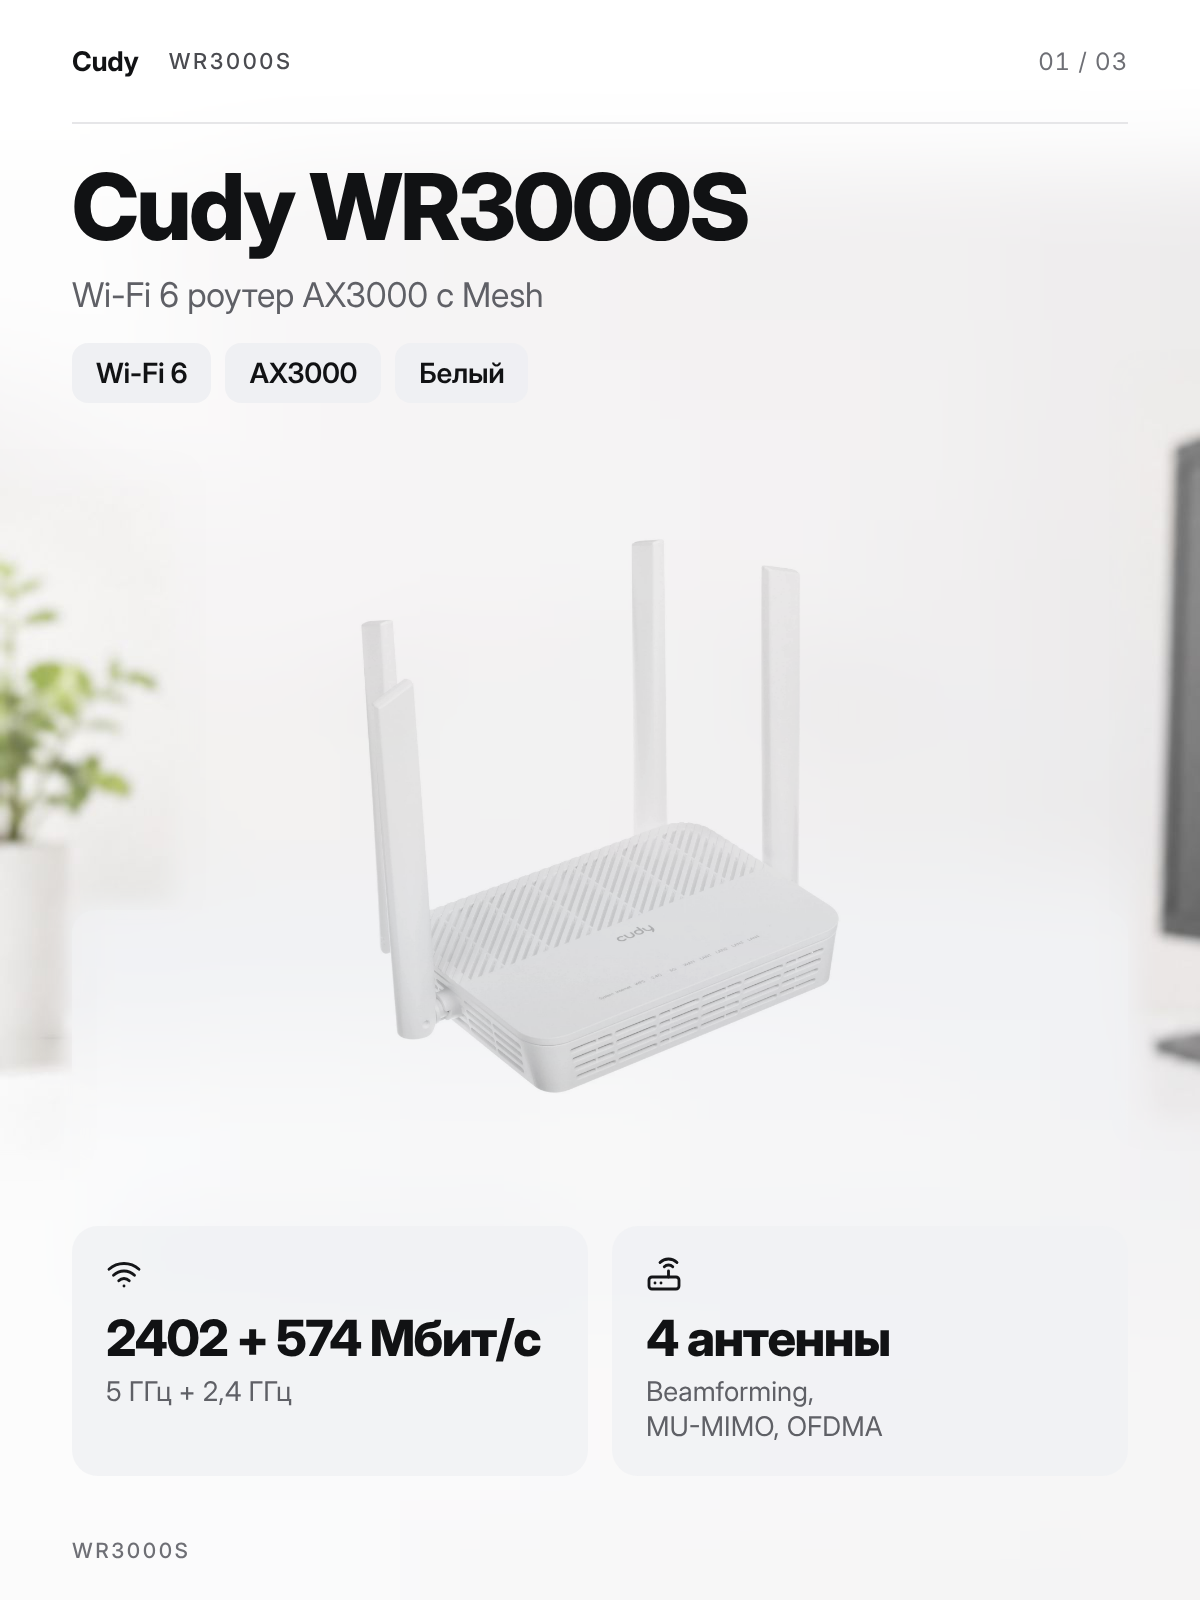 Cudy WR3000S 01 / 03
Cudy WR3000S
Wi-Fi 6 роутер AX3000 с Mesh
Wi-Fi 6 AX3000 Белый
cudy
2402 + 574 Мбит/с
5 ГГц + 2,4 ГГц
4 антенны
Beamforming,
MU-MIMO, OFDMA
WR3000S